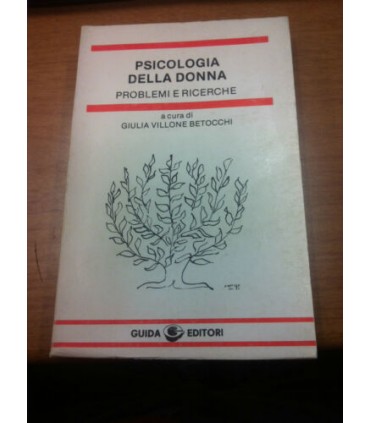 PSICOLOGIA
DELLA DONNA
PROBLEMI E RICERCHE
a cura di
GIULIA VILLONE BETOCCHI
GUIDA EDITORI